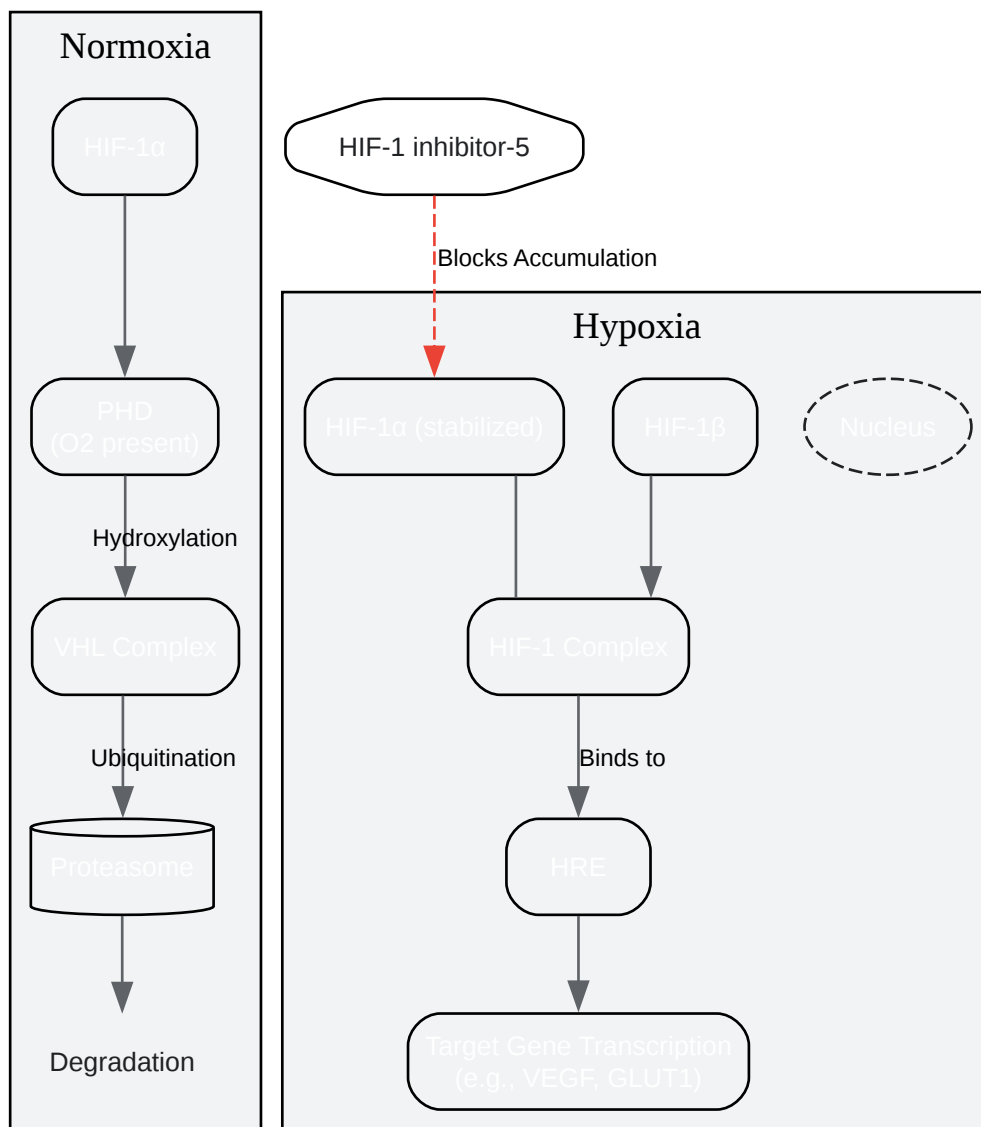 Normoxia
HIF-1α
PHD
(O2 present)
Hydroxylation
VHL Complex
Ubiquitination
Proteasome
Degradation
HIF-1 inhibitor-5
Blocks Accumulation
Hypoxia
HIF-1α (stabilized)
HIF-1β
Nucleus
HIF-1 Complex
Binds to
HRE
Target Gene Transcription
(e.g., VEGF, GLUT1)